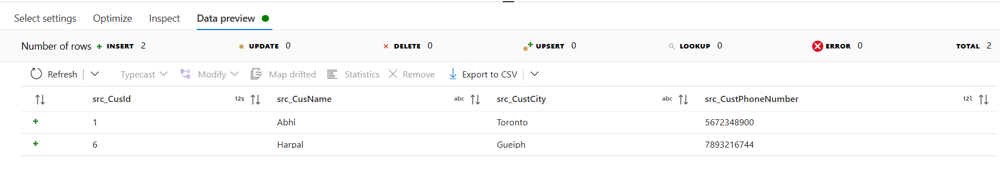 Select settings Optimize Inspect Data preview
Number of rows INSERT 2 UPDATE 0 DELETE 0 UPSERT 0 LOOKUP 0 ERROR 0 TOTAL 2
Refresh Typecast Modify Map drifted Statistics Remove Export to CSV
src_CusId 12s src_CusName abc src_CustCity abc src_CustPhoneNumber 12l
1 Abhi Toronto 5672348900
6 Harpal Gueiph 7893216744